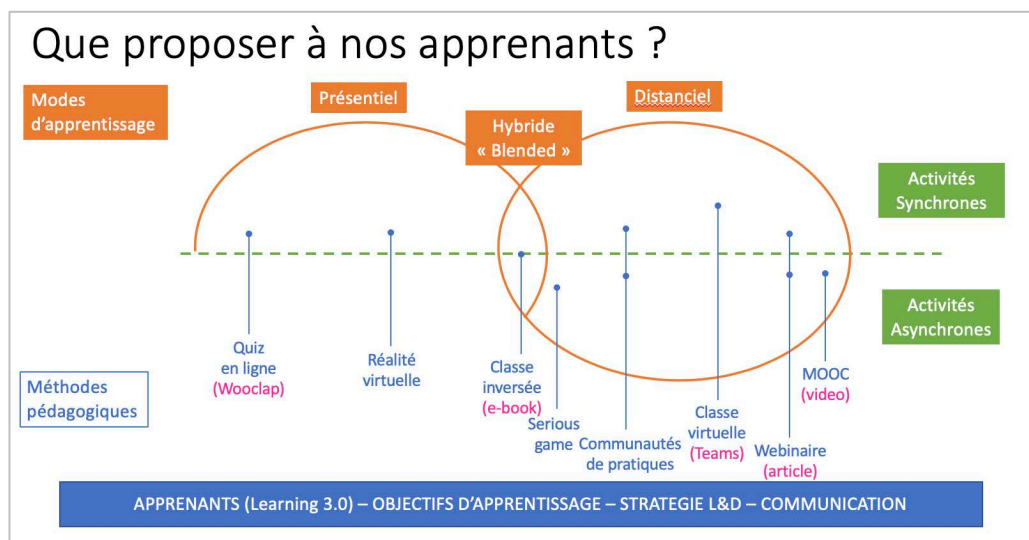 Que proposer à nos apprenants ?
Modes
d'apprentissage
Présentiel
Distanciel
Hybride
« Blended »
Activités
Synchrones
Activités
Asynchrones
Méthodes
pédagogiques
Quiz
en ligne
(Wooclap)
Réalité
virtuelle
Classe
inversée
(e-book)
Serious
game
Communautés
de pratiques
Classe
virtuelle
(Teams)
Webinaire
(article)
MOOC
(video)
APPRENANTS (Learning 3.0) – OBJECTIFS D'APPRENTISSAGE – STRATEGIE L&D – COMMUNICATION